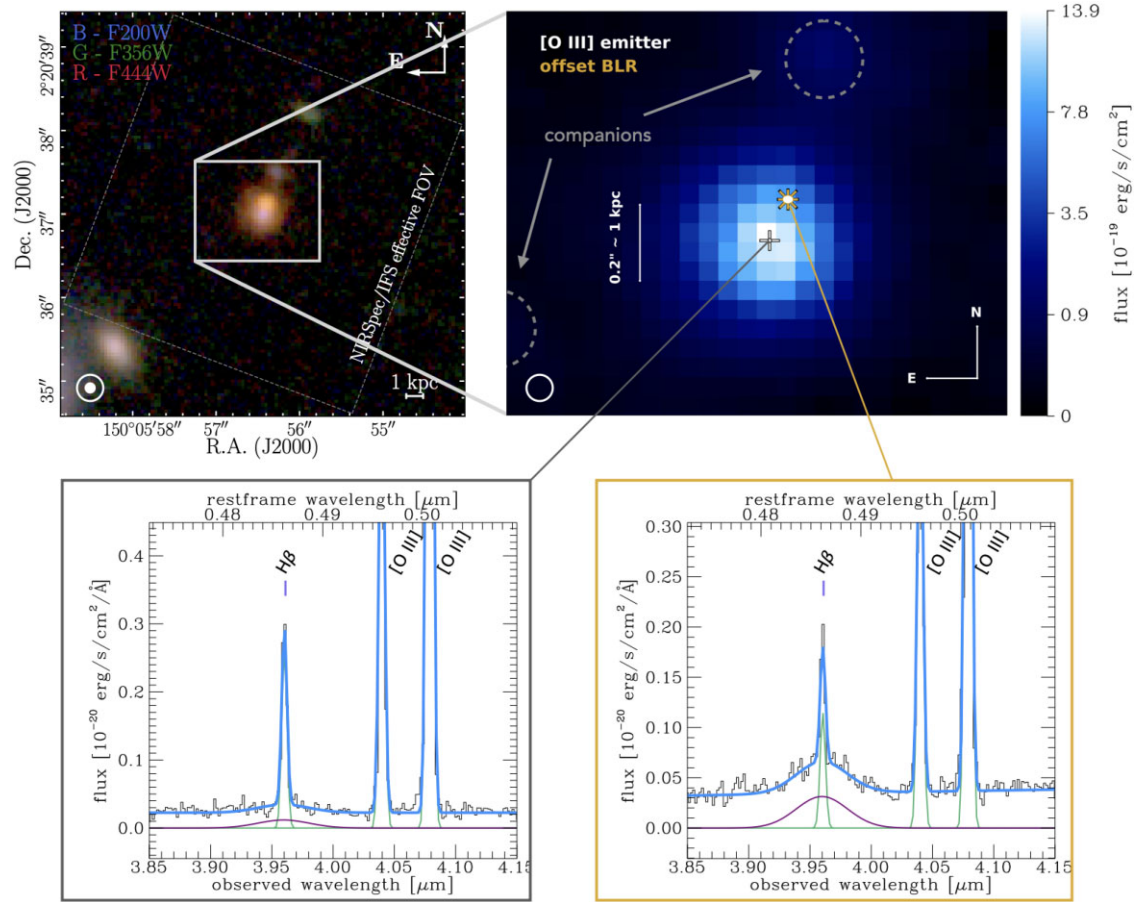 B - F200W
G - F356W
R - F444W
N
E
2°20′39″
38″
37″
36″
35″
Dec. (J2000)
NIRSpec/IFS effective FOV
1 kpc
150°05′58″
57″
56″
55″
R.A. (J2000)
[O III] emitter
offset BLR
companions
0.2" ~ 1 kpc
N
E
13.9
7.8
3.5
0.9
0
flux [10⁻¹⁹ erg/s/cm²]
restframe wavelength [μm]
0.48
0.49
0.50
Hβ
[O III]
[O III]
0.4
0.3
0.2
0.1
0.0
flux [10⁻²⁰ erg/s/cm²/Å]
3.85
3.90
3.95
4.00
4.05
4.10
4.15
observed wavelength [μm]
restframe wavelength [μm]
0.48
0.49
0.50
Hβ
[O III]
[O III]
0.30
0.25
0.20
0.15
0.10
0.05
0.00
flux [10⁻²⁰ erg/s/cm²/Å]
3.85
3.90
3.95
4.00
4.05
4.10
4.15
observed wavelength [μm]